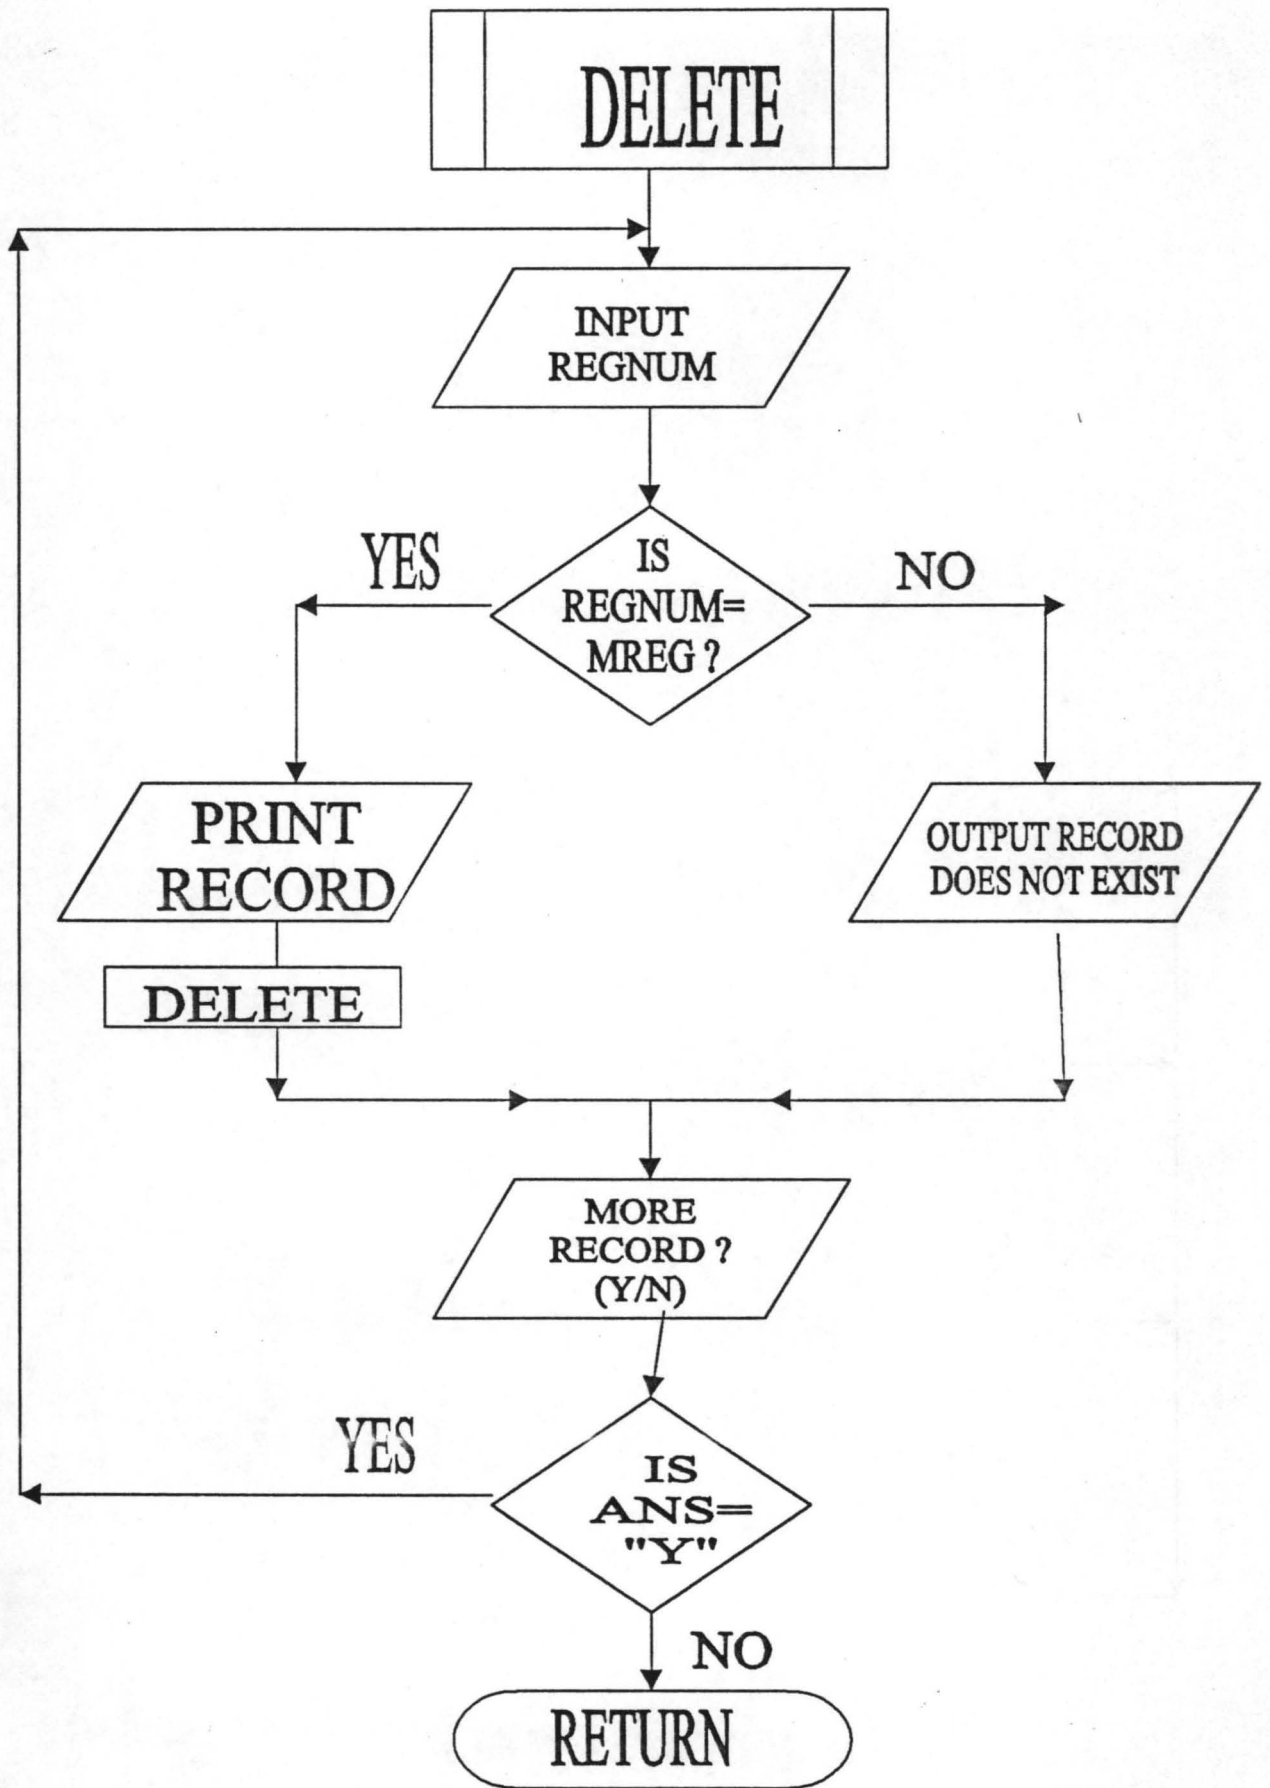 DELETE
INPUT
REGNUM
YES
IS
REGNUM=
MREG ?
NO
PRINT
RECORD
OUTPUT RECORD
DOES NOT EXIST
DELETE
MORE
RECORD ?
(Y/N)
YES
IS
ANS=
"Y"
NO
RETURN